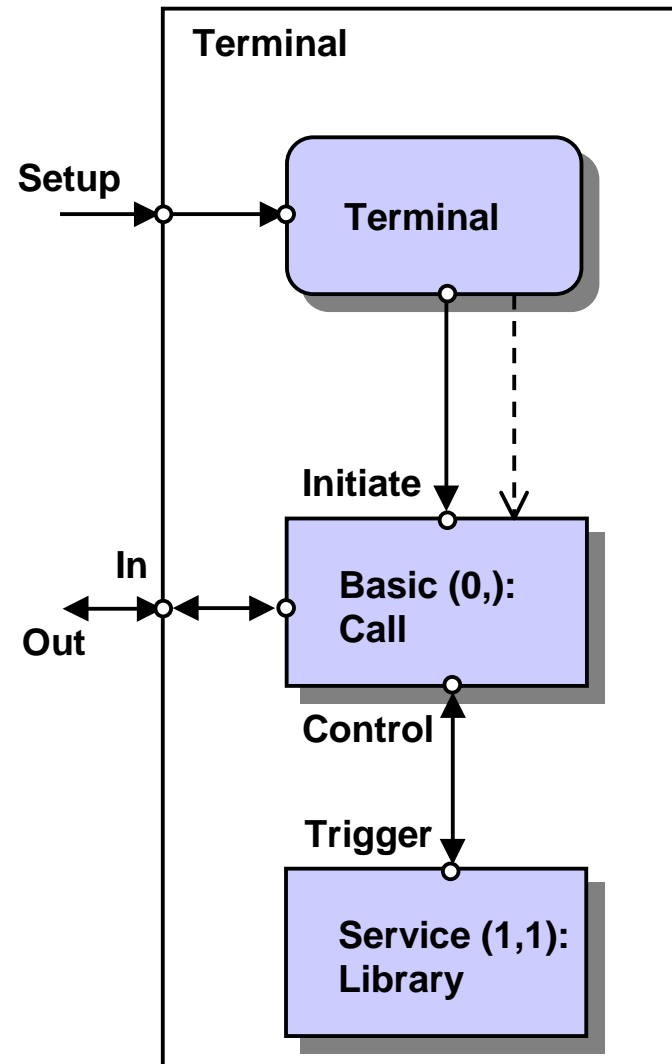 Terminal
Setup
Terminal
Initiate
In
Out
Basic (0,):
Call
Control
Trigger
Service (1,1):
Library